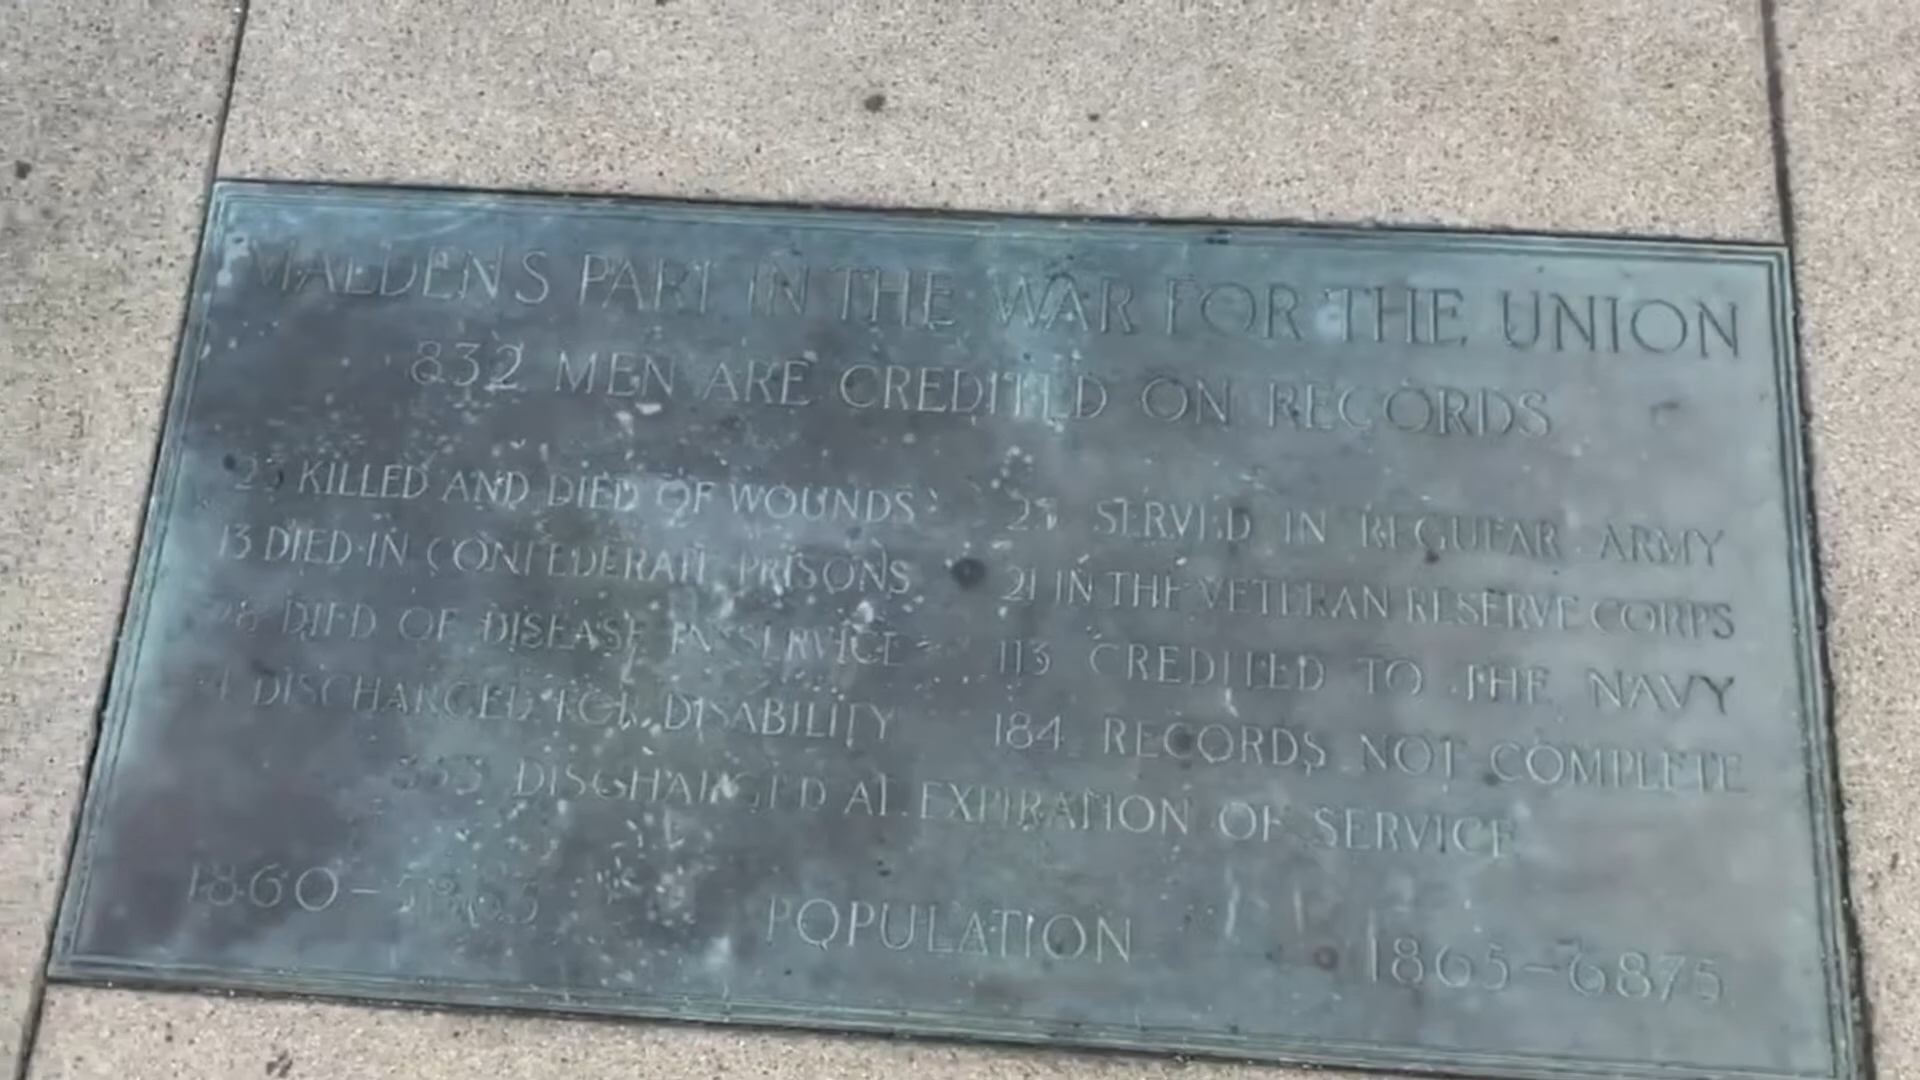 MALDENS PART IN THE WAR FOR THE UNION
832 MEN ARE CREDITED ON RECORDS
KILLED AND DIED OF WOUNDS
13 DIED IN CONFEDERATE PRISONS
DIED OF DISEASE IN SERVICE
DISCHARGED FOR DISABILITY
SERVED IN REGULAR ARMY
21 IN THE VETERAN RESERVE CORPS
113 CREDITED TO THE NAVY
184 RECORDS NOT COMPLETE
DISCHARGED AT EXPIRATION OF SERVICE
POPULATION
1860-
1865-6875